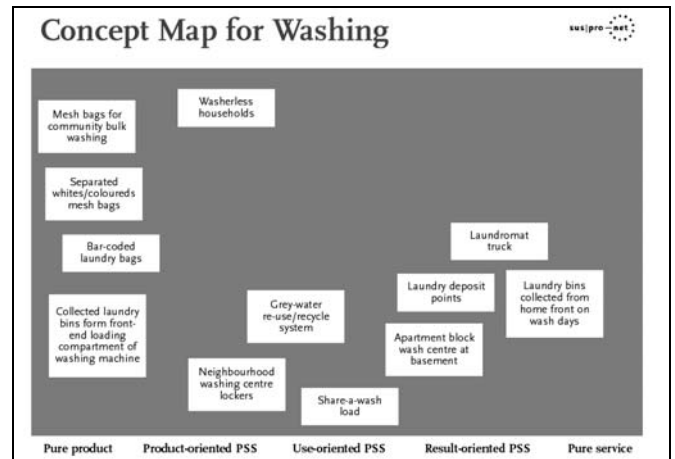 Concept Map for Washing
sus|pro-net
Washerless
households
Mesh bags for
community bulk
washing
Separated
whites/coloureds
mesh bags
Bar-coded
laundry bags
Laundromat
truck
Collected laundry
bins form front-
end loading
compartment of
washing machine
Grey-water
re-use/recycle
system
Laundry deposit
points
Laundry bins
collected from
home front on
wash days
Apartment block
wash centre at
basement
Neighbourhood
washing centre
lockers
Share-a-wash
load
Pure product
Product-oriented PSS
Use-oriented PSS
Result-oriented PSS
Pure service